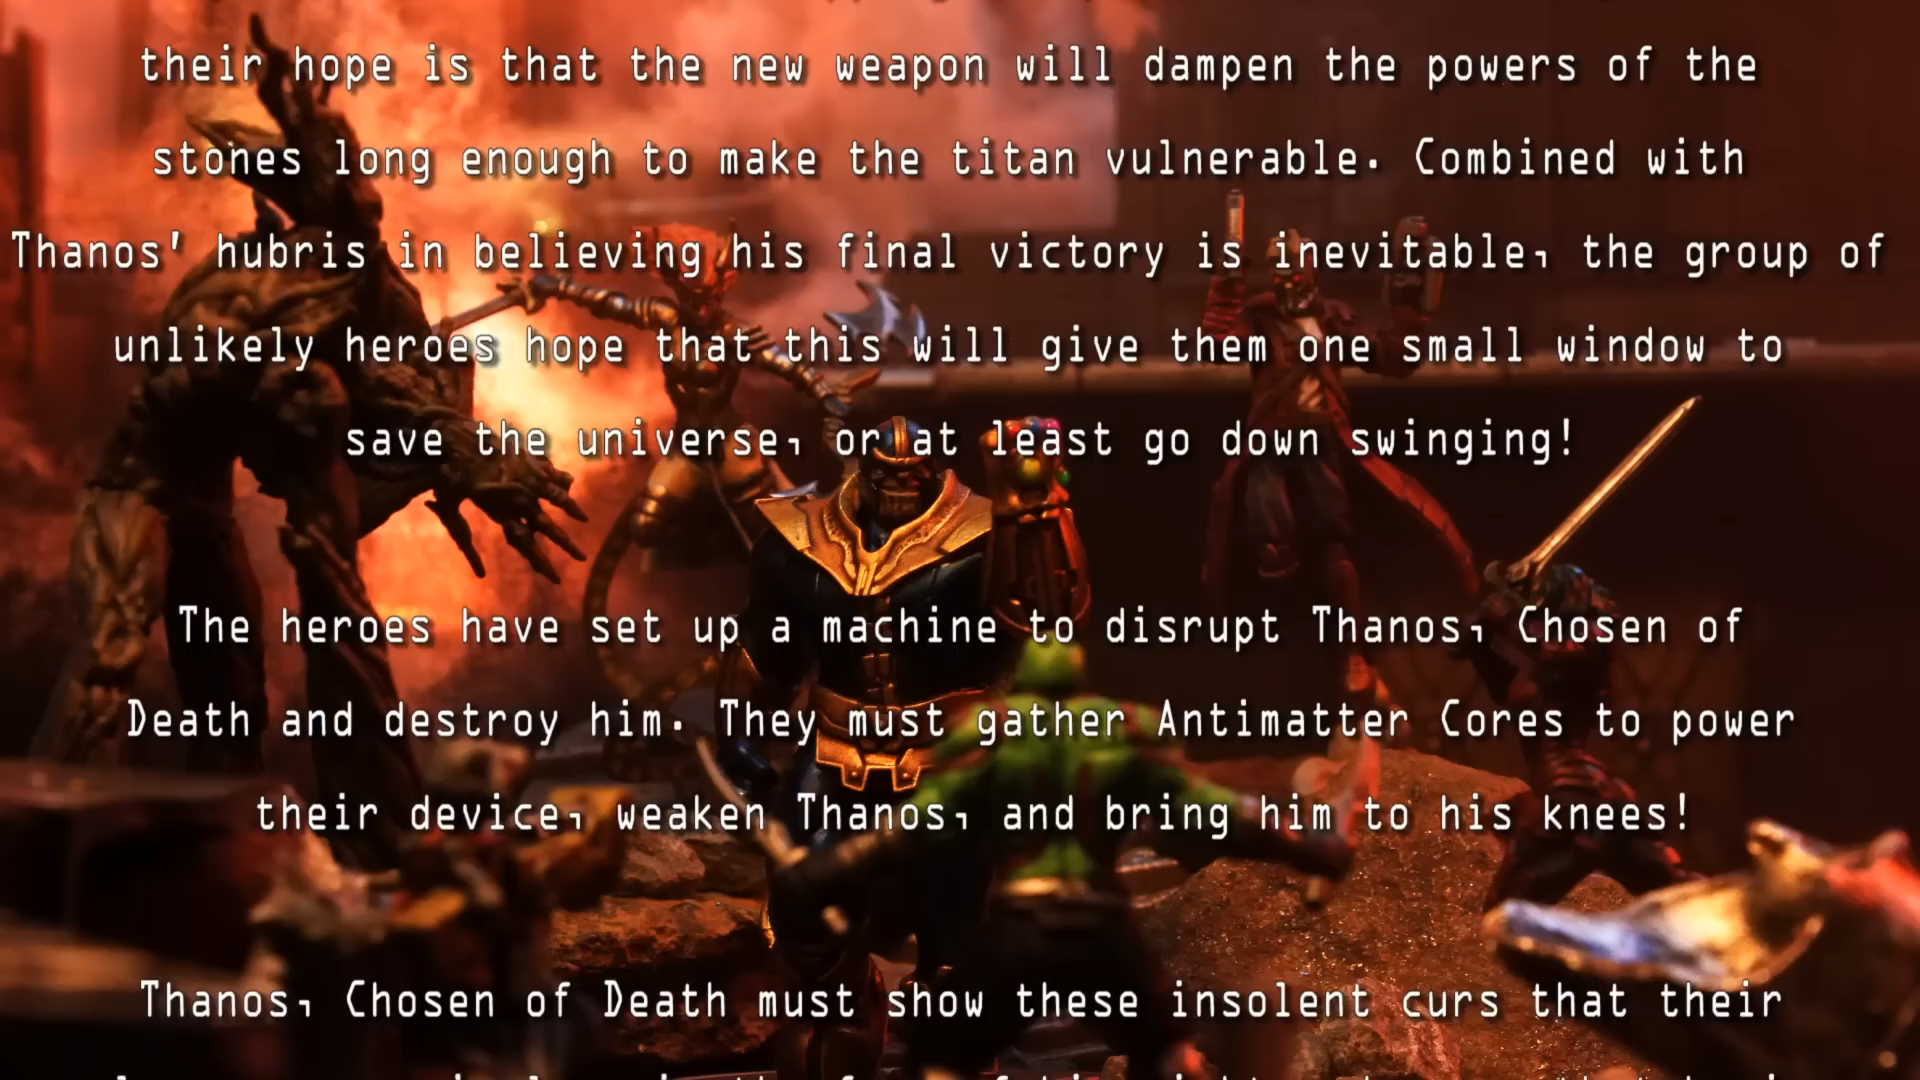 their hope is that the new weapon will dampen the powers of the
stones long enough to make the titan vulnerable. Combined with
Thanos' hubris in believing his final victory is inevitable, the group of
unlikely heroes hope that this will give them one small window to
save the universe, or at least go down swinging!
The heroes have set up a machine to disrupt Thanos, Chosen of
Death and destroy him. They must gather Antimatter Cores to power
their device, weaken Thanos, and bring him to his knees!
Thanos, Chosen of Death must show these insolent curs that their